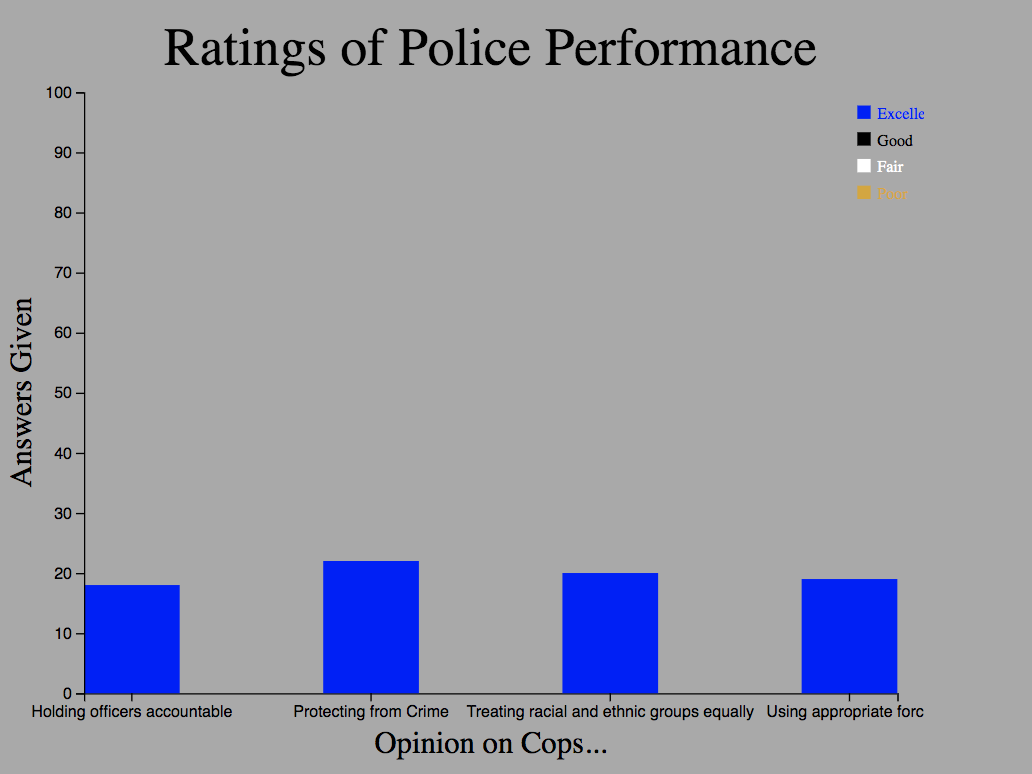 Ratings of Police Performance
100
90
80
70
60
50
40
30
20
10
0
Answers Given
Excelle
Good
Fair
Poor
Holding officers accountable
Protecting from Crime
Treating racial and ethnic groups equally
Using appropriate forc
Opinion on Cops...